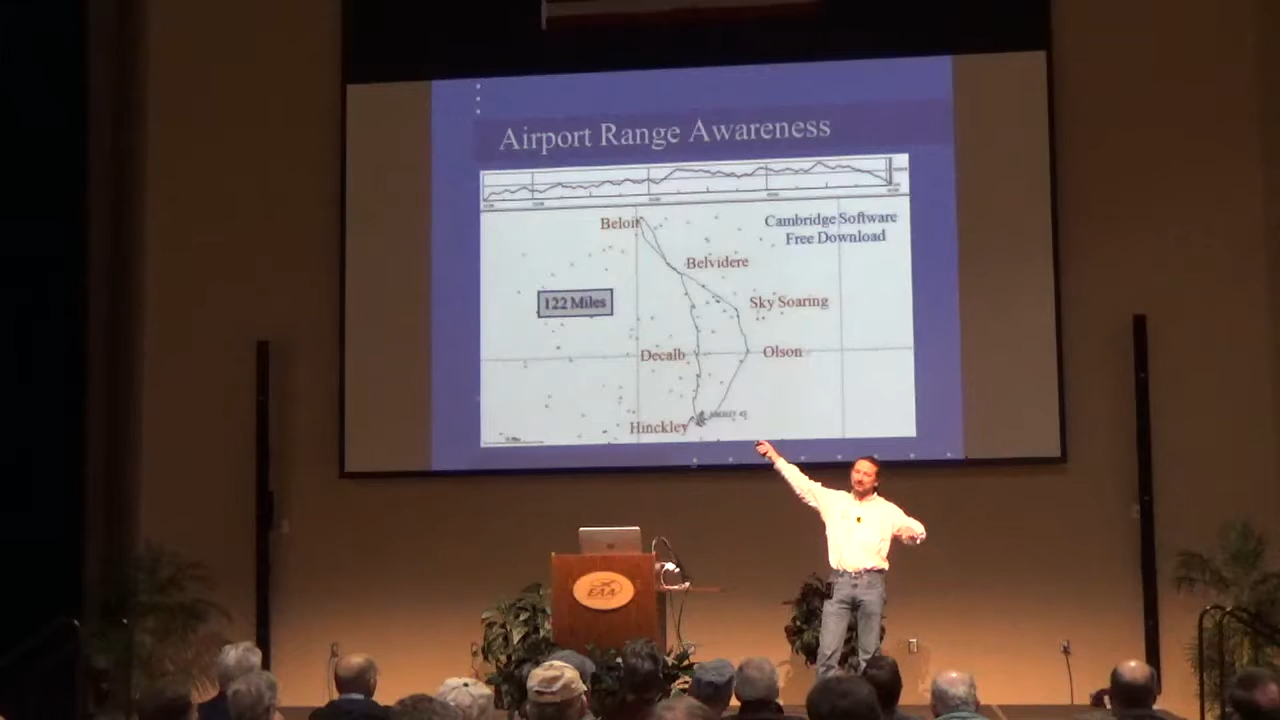 Airport Range Awareness
Beloit
Cambridge Software
Free Download
Belvidere
122 Miles
Sky Soaring
Decalb
Olson
Hinckley
EAA